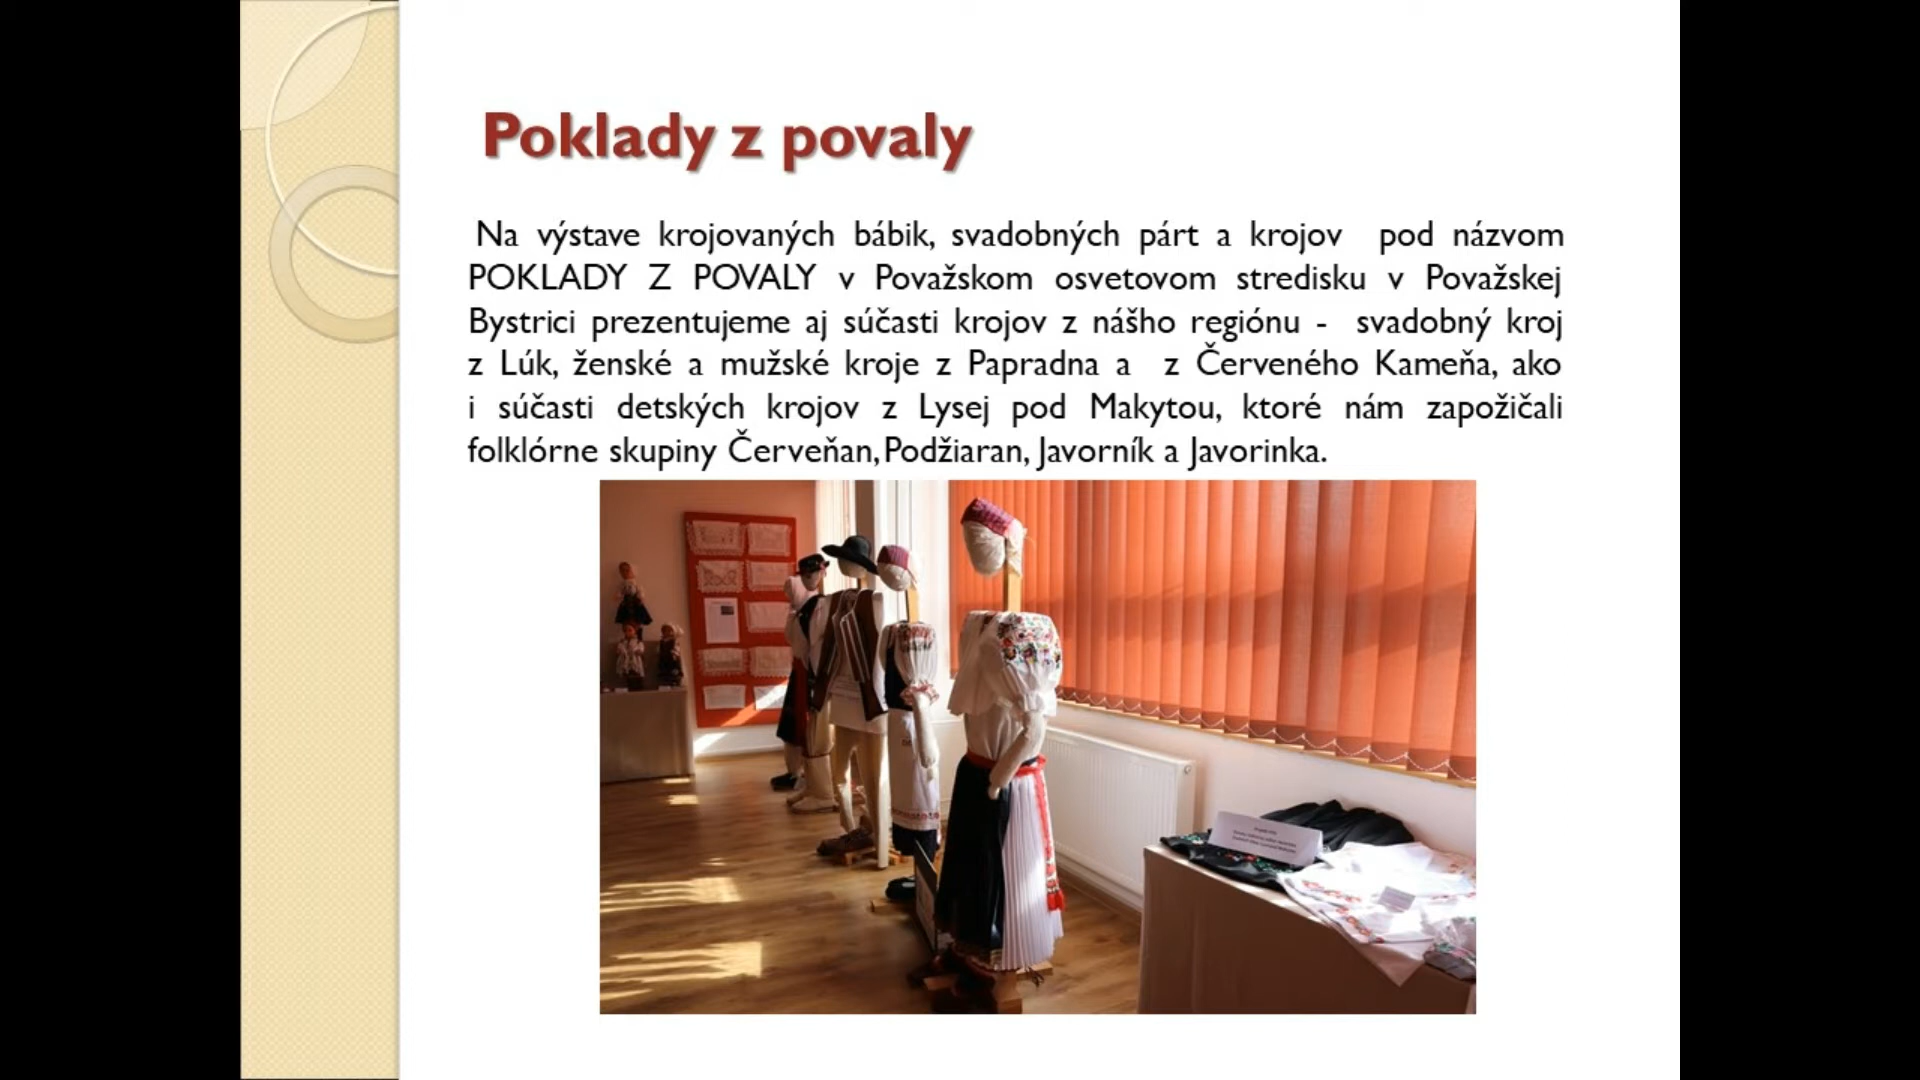 Poklady z povaly
Na výstave krojovaných bábik, svadobných párt a krojov pod názvom
POKLADY Z POVALY v Považskom osvetovom stredisku v Považskej
Bystrici prezentujeme aj súčasti krojov z nášho regiónu - svadobný kroj
z Lúk, ženské a mužské kroje z Papradna a z Červeného Kameňa, ako
i súčasti detských krojov z Lysej pod Makytou, ktoré nám zapožičali
folklórne skupiny Červeňan, Podžiaran, Javorník a Javorinka.